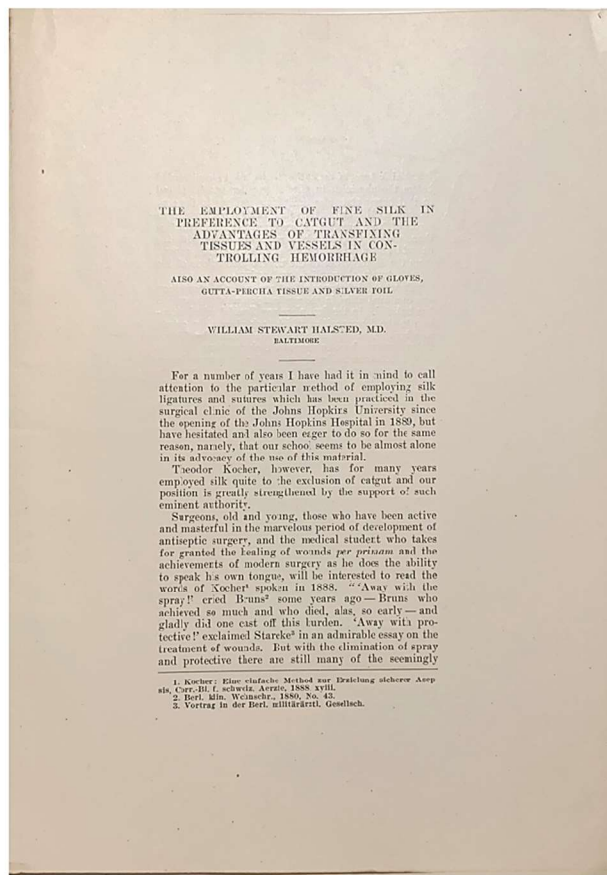 THE EMPLOYMENT OF FINE SILK IN
PREFERENCE TO CATGUT AND THE
ADVANTAGES OF TRANSFIXING
TISSUES AND VESSELS IN CON-
TROLLING HEMORRHAGE
ALSO AN ACCOUNT OF THE INTRODUCTION OF GLOVES,
GUTTA-PERCHA TISSUE AND SILVER FOIL
WILLIAM STEWART HALSTED, M.D.
BALTIMORE
For a number of years I have had it in mind to call
attention to the particular method of employing silk
ligatures and sutures which has been practiced in the
surgical clinic of the Johns Hopkins University since
the opening of the Johns Hopkins Hospital in 1889, but
have hesitated and also been eager to do so for the same
reason, namely, that our school seems to be almost alone
in its advocacy of the use of this material.
Theodor Kocher, however, has for many years
employed silk quite to the exclusion of catgut and our
position is greatly strengthened by the support of such
eminent authority.
Surgeons, old and young, those who have been active
and masterful in the marvelous period of development of
antiseptic surgery, and the medical student who takes
for granted the healing of wounds per primam and the
achievements of modern surgery as he does the ability
to speak his own tongue, will be interested to read the
words of Kocher¹ spoken in 1888. "'Away with the
spray!' cried Bruns² some years ago — Bruns who
achieved so much and who died, alas, so early — and
gladly did one cast off this burden. 'Away with pro-
tective!' exclaimed Starcke³ in an admirable essay on the
treatment of wounds. But with the elimination of spray
and protective there are still many of the seemingly
1. Kocher: Eine einfache Method zur Erzielung sicherer Asep
sis, Corr.-Bl. f. schweiz. Aerzte, 1888, xviii.
2. Berl. klin. Wchnschr., 1880, No. 43.
3. Vortrag in der Berl. militärärztl. Gesellsch.